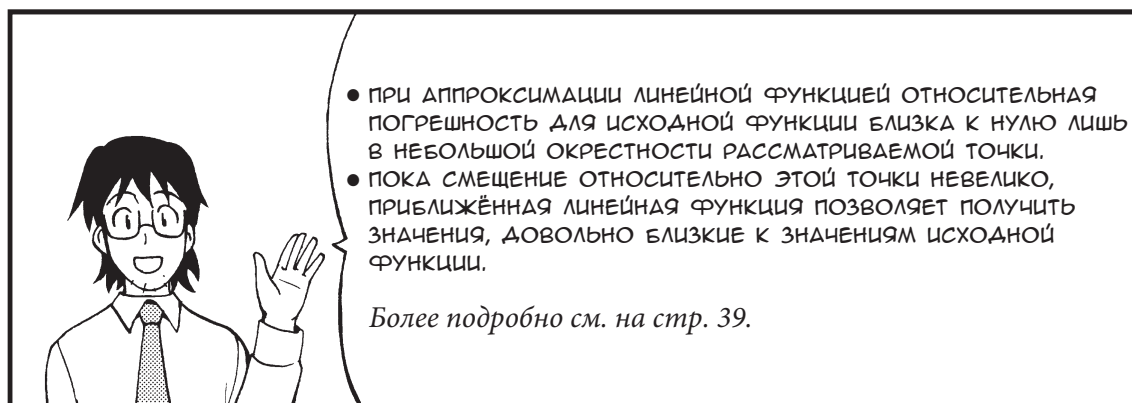 ● ПРИ АППРОКСИМАЦИИ ЛИНЕЙНОЙ ФУНКЦИЕЙ ОТНОСИТЕЛЬНАЯ
ПОГРЕШНОСТЬ ДЛЯ ИСХОДНОЙ ФУНКЦИИ БЛИЗКА К НУЛЮ ЛИШЬ
В НЕБОЛЬШОЙ ОКРЕСТНОСТИ РАССМАТРИВАЕМОЙ ТОЧКИ.
● ПОКА СМЕЩЕНИЕ ОТНОСИТЕЛЬНО ЭТОЙ ТОЧКИ НЕВЕЛИКО,
ПРИБЛИЖЁННАЯ ЛИНЕЙНАЯ ФУНКЦИЯ ПОЗВОЛЯЕТ ПОЛУЧИТЬ
ЗНАЧЕНИЯ, ДОВОЛЬНО БЛИЗКИЕ К ЗНАЧЕНИЯМ ИСХОДНОЙ
ФУНКЦИИ.
Более подробно см. на стр. 39.